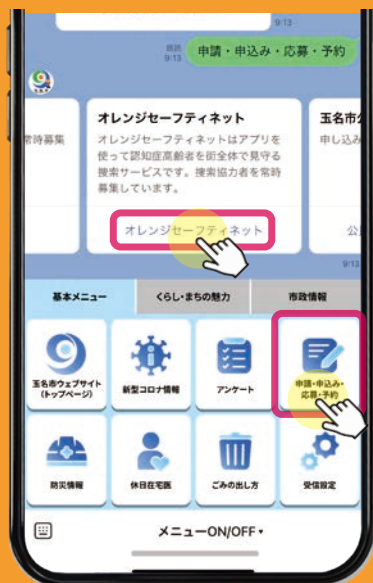 9:13
既読
9:13
申請・申込み・応募・予約
常時募集
オレンジセーフティネット
オレンジセーフティネットはアプリを
使って認知症高齢者を街全体で見守る
捜索サービスです。捜索協力者を常時
募集しています。
オレンジセーフティネット
玉名市
申し込み
9:13
基本メニュー
くらし・まちの魅力
市政情報
玉名市ウェブサイト
(トップページ)
新型コロナ情報
アンケート
申請・申込み・
応募・予約
防災情報
休日在宅医
ごみの出し方
受信設定
メニューON/OFF